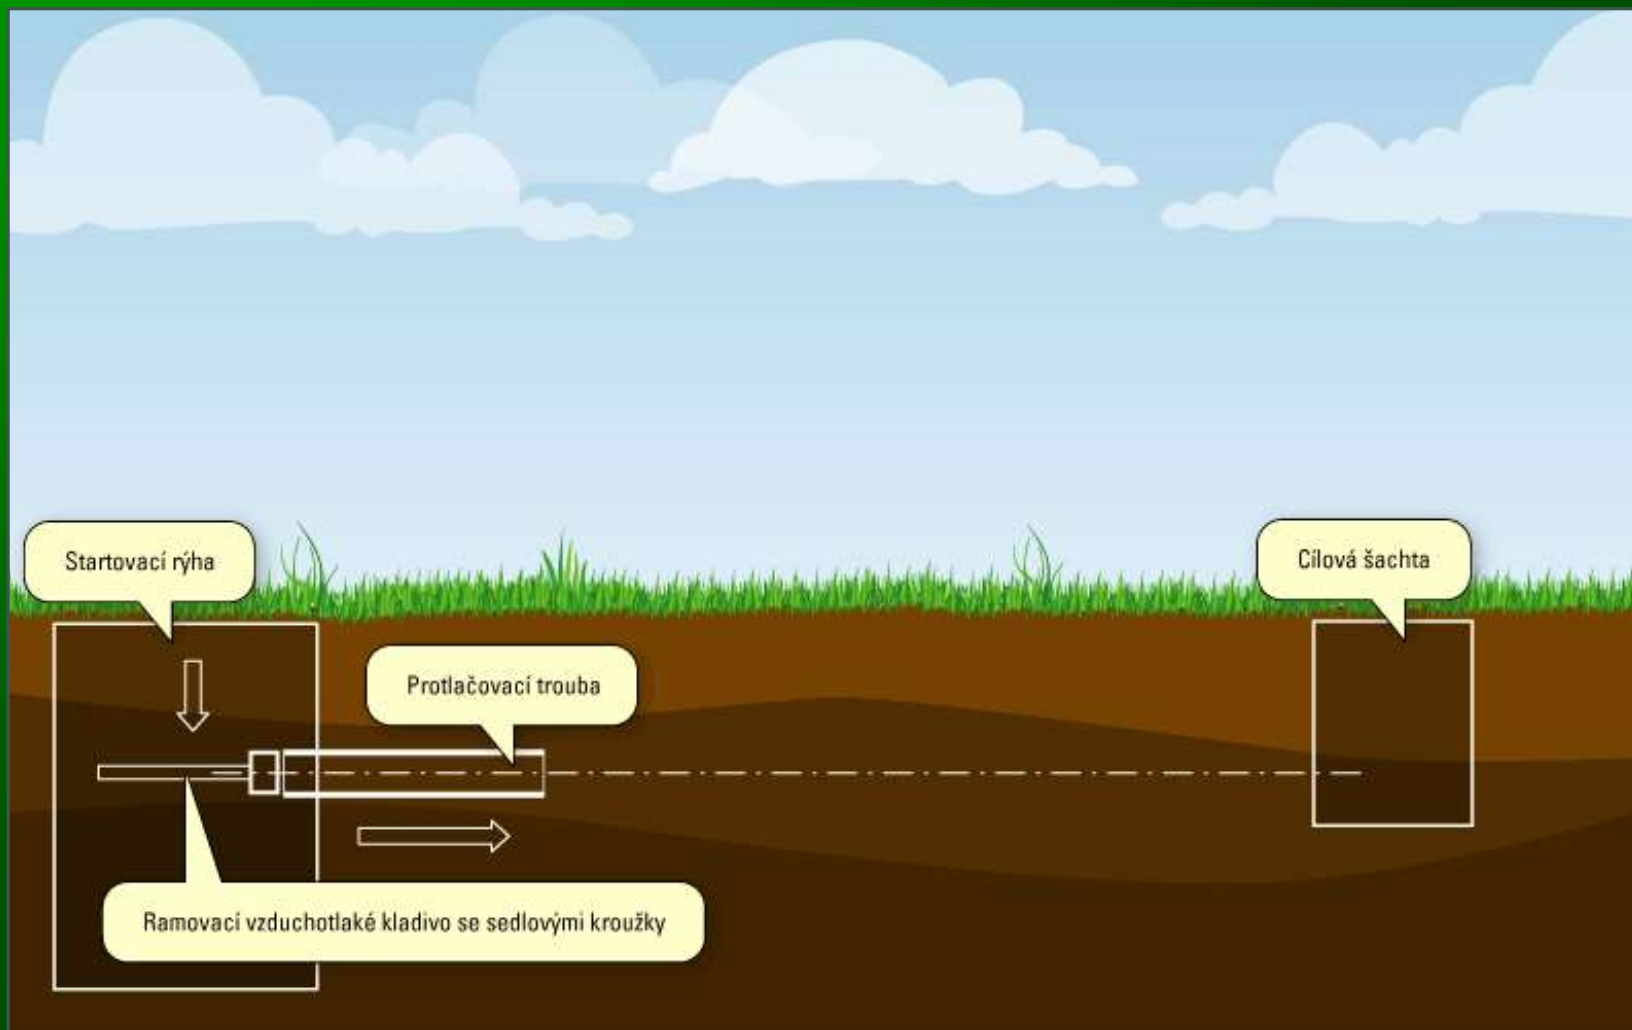 Startovací rýha
Cílová šachta
Protlačovací trouba
Ramovací vzduchotlaké kladivo se sedlovými kroužky